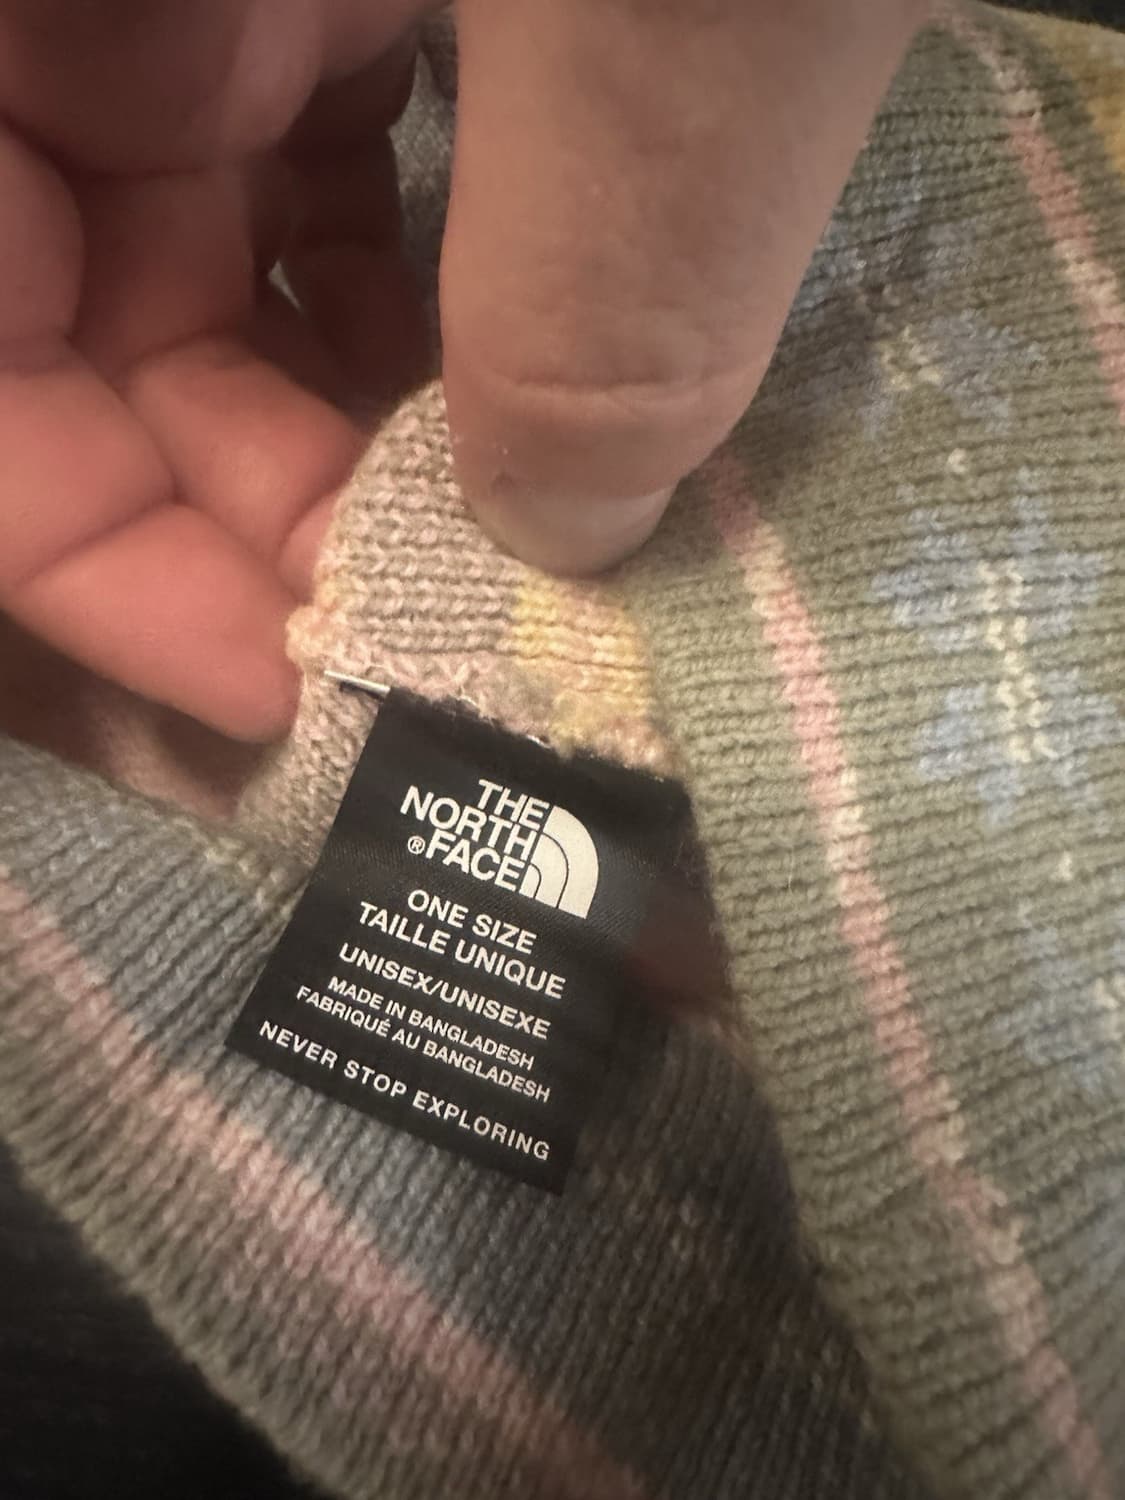 THE
NORTH
®FACE
ONE SIZE
TAILLE UNIQUE
UNISEX/UNISEXE
MADE IN BANGLADESH
FABRIQUÉ AU BANGLADESH
NEVER STOP EXPLORING